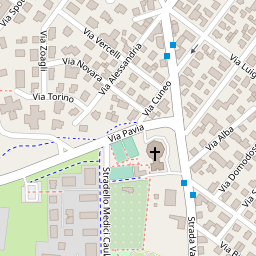 Via Spo
Via Zoagli
Via Vercelli
Via Alessandria
Via Novara
Via Luig
Via Torino
Via Cuneo
Via Pavia
Via Alba
Via Domodos
Stradello Medici Caul
Strada Va